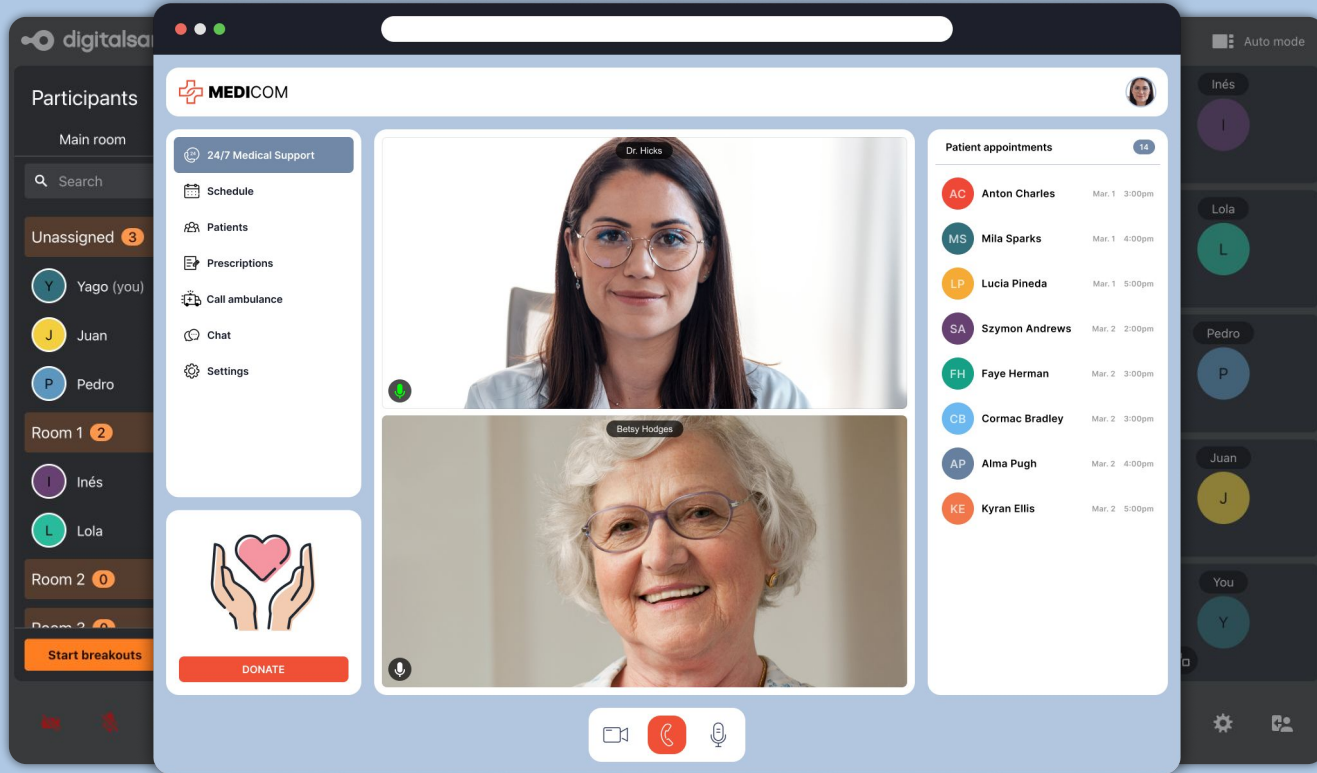 digitalsa
Participants
Main room
Search
Unassigned 3
Y Yago (you)
J Juan
P Pedro
Room 1 2
I Inés
L Lola
Room 2 0
Room 3 0
Start breakouts
MEDICOM
24/7 Medical Support
Schedule
Patients
Prescriptions
Call ambulance
Chat
Settings
DONATE
Dr. Hicks
Betsy Hodges
Patient appointments 14
AC Anton Charles Mar. 1 3:00pm
MS Mila Sparks Mar. 1 4:00pm
LP Lucia Pineda Mar. 1 5:00pm
SA Szymon Andrews Mar. 2 2:00pm
FH Faye Herman Mar. 2 3:00pm
CB Cormac Bradley Mar. 2 3:00pm
AP Alma Pugh Mar. 2 4:00pm
KE Kyran Ellis Mar. 2 5:00pm
Auto mode
Inés
I
Lola
L
Pedro
P
Juan
J
You
Y